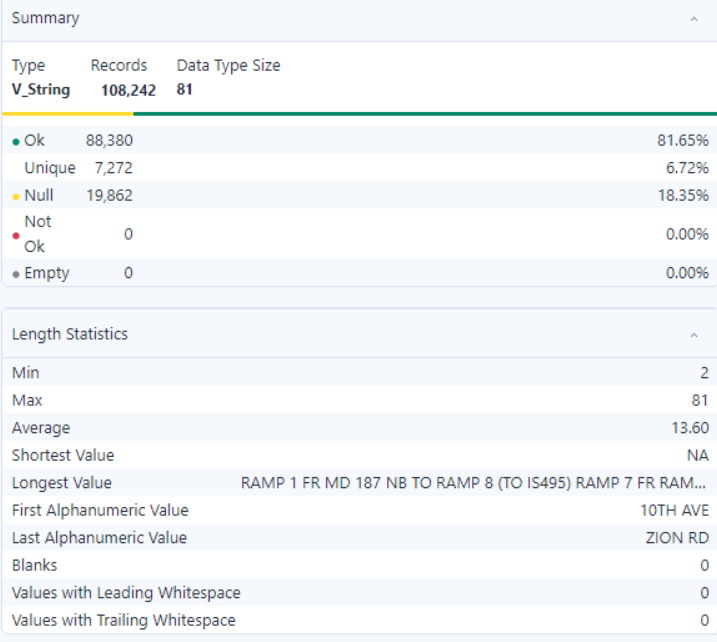 Summary
Type Records Data Type Size
V_String 108,242 81
Ok 88,380 81.65%
Unique 7,272 6.72%
Null 19,862 18.35%
Not
Ok 0 0.00%
Empty 0 0.00%
Length Statistics
Min 2
Max 81
Average 13.60
Shortest Value NA
Longest Value RAMP 1 FR MD 187 NB TO RAMP 8 (TO IS495) RAMP 7 FR RAM...
First Alphanumeric Value 10TH AVE
Last Alphanumeric Value ZION RD
Blanks 0
Values with Leading Whitespace 0
Values with Trailing Whitespace 0